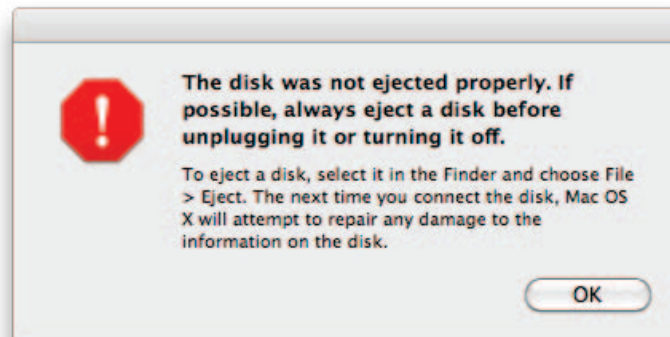 The disk was not ejected properly. If
possible, always eject a disk before
unplugging it or turning it off.
To eject a disk, select it in the Finder and choose File
> Eject. The next time you connect the disk, Mac OS
X will attempt to repair any damage to the
information on the disk.
OK